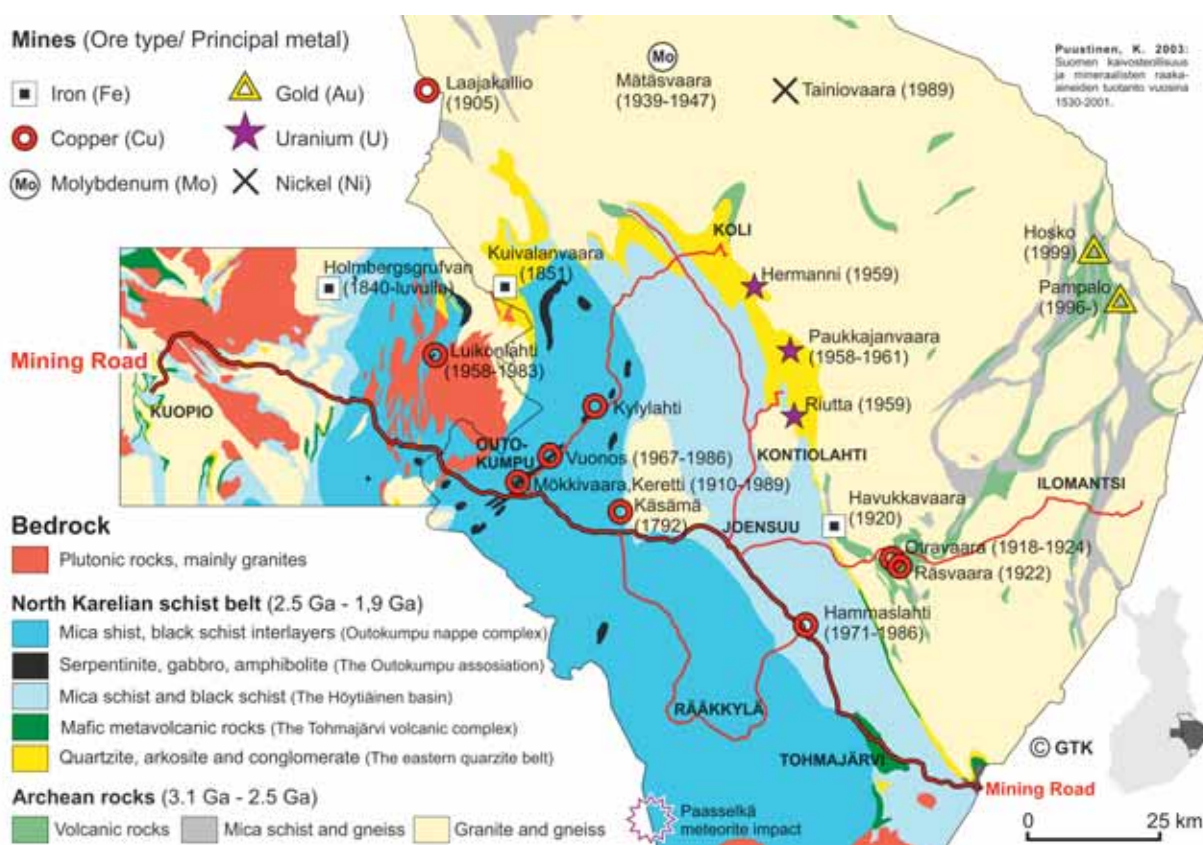 Mines (Ore type/ Principal metal)
Iron (Fe)
Gold (Au)
Copper (Cu)
Uranium (U)
Mo
Molybdenum (Mo)
Nickel (Ni)
Puustinen, K. 2003:
Suomen kaivosteollisuus
ja mineraalisten raaka-
aineiden tuotanto vuosina
1530-2001.
Laajakallio
(1905)
Mo
Mätäsvaara
(1939-1947)
Tainiovaara (1989)
KOLI
Hosko
(1999)
Pampalo
(1996-)
Holmbergsgrufvan
(1840-luvullu)
Kuivalanvaara
(1851)
Hermanni (1959)
Paukkajanvaara
(1958-1961)
Riutta (1959)
Mining Road
KUOPIO
Luikonlahti
(1958-1983)
Kylylahti
OUTO-
KUMPU
Vuonos (1967-1986)
Mökkivaara,Keretti (1910-1989)
Käsämä
(1792)
KONTIOLAHTI
JOENSUU
Havukkavaara
(1920)
ILOMANTSI
Otravaara (1918-1924)
Räsvaara (1922)
Hammaslahti
(1971-1986)
RÄÄKKYLÄ
TOHMAJÄRVI
Mining Road
© GTK
Bedrock
Plutonic rocks, mainly granites
North Karelian schist belt (2.5 Ga - 1,9 Ga)
Mica shist, black schist interlayers (Outokumpu nappe complex)
Serpentinite, gabbro, amphibolite (The Outokumpu assosiation)
Mica schist and black schist (The Höytiäinen basin)
Mafic metavolcanic rocks (The Tohmajärvi volcanic complex)
Quartzite, arkosite and conglomerate (The eastern quarzite belt)
Archean rocks (3.1 Ga - 2.5 Ga)
Volcanic rocks
Mica schist and gneiss
Granite and gneiss
Paasselkä
meteorite impact
0
25 km